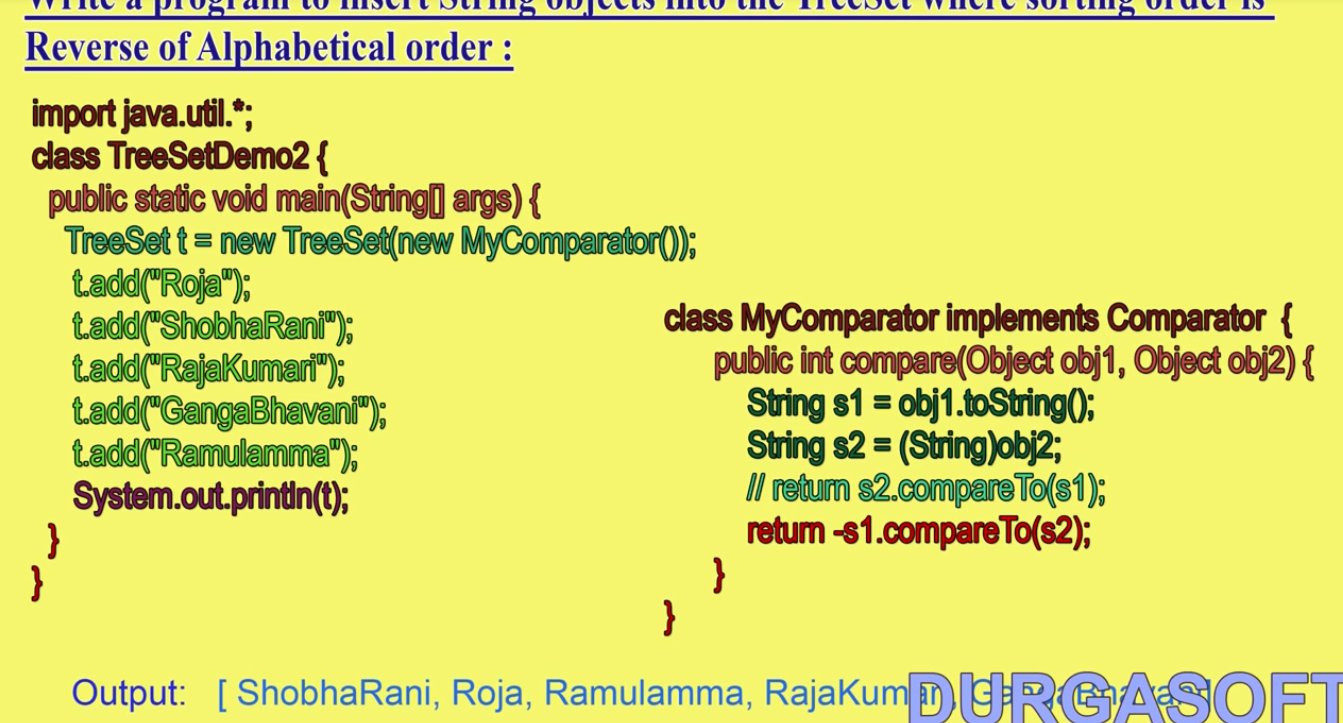 Write a program to insert String objects into the TreeSet where sorting order is
Reverse of Alphabetical order :
import java.util.*;
class TreeSetDemo2 {
public static void main(String[] args) {
TreeSet t = new TreeSet(new MyComparator());
t.add("Roja");
t.add("ShobhaRani");
t.add("RajaKumari");
t.add("GangaBhavani");
t.add("Ramulamma");
System.out.println(t);
}
}
class MyComparator implements Comparator {
public int compare(Object obj1, Object obj2) {
String s1 = obj1.toString();
String s2 = (String)obj2;
// return s2.compareTo(s1);
return -s1.compareTo(s2);
}
}
Output: [ ShobhaRani, Roja, Ramulamma, RajaKumari, GangaBhavani]
DURGASOFT